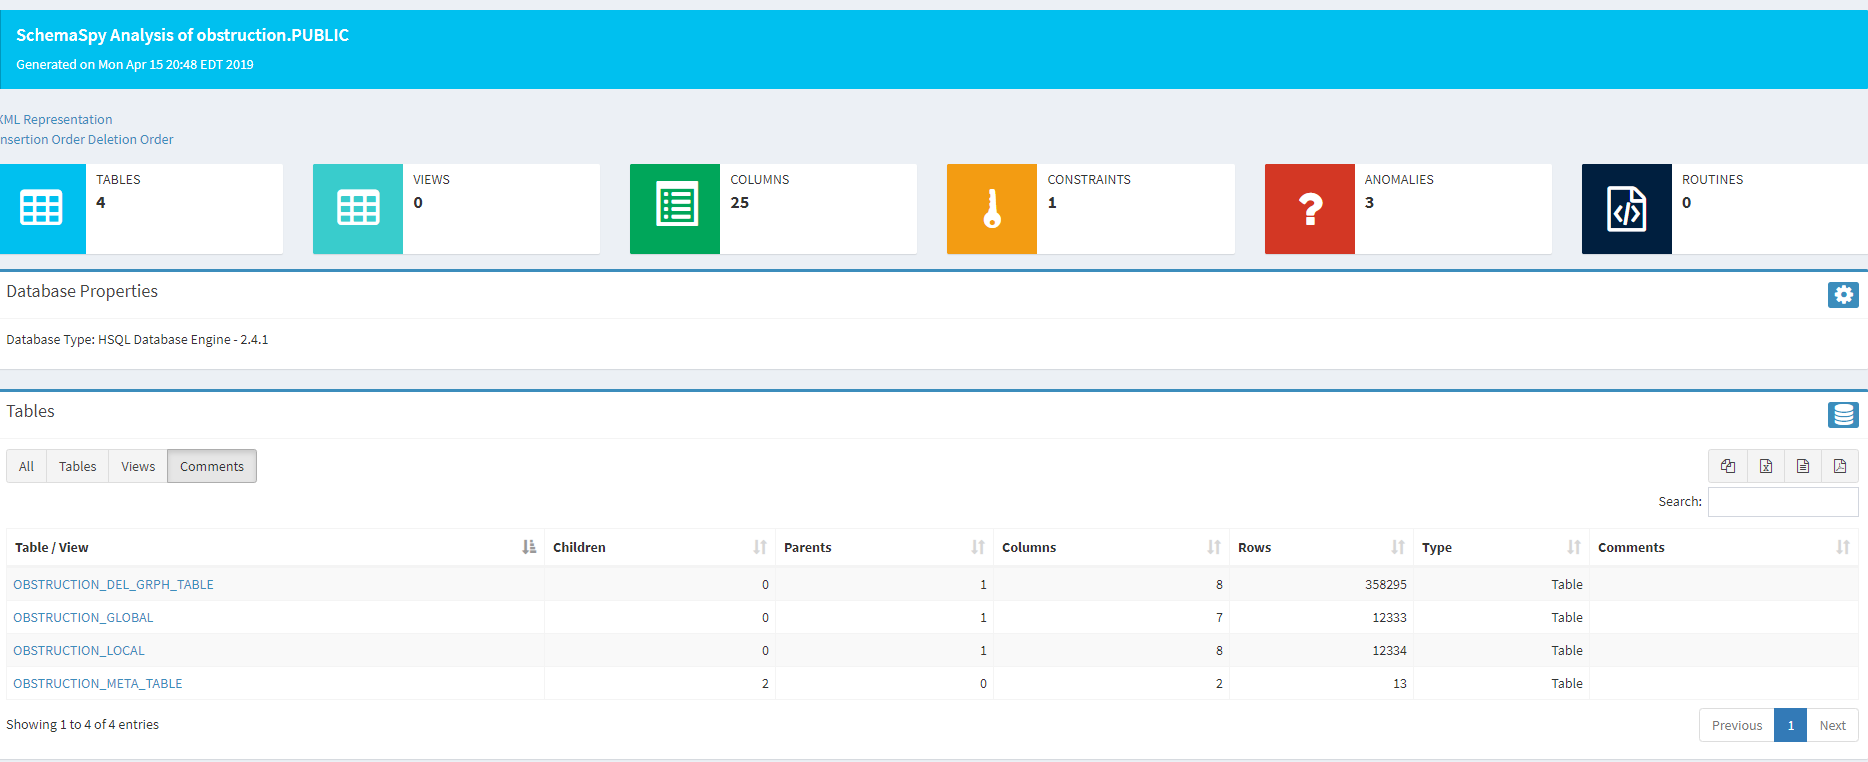 SchemaSpy Analysis of obstruction.PUBLIC
Generated on Mon Apr 15 20:48 EDT 2019
XML Representation
nsertion Order Deletion Order
TABLES
4
VIEWS
0
COLUMNS
25
CONSTRAINTS
1
ANOMALIES
3
ROUTINES
0
Database Properties
Database Type: HSQL Database Engine - 2.4.1
Tables
All Tables Views Comments
Search:
Table / View Children Parents Columns Rows Type Comments
OBSTRUCTION_DEL_GRPH_TABLE 0 1 8 358295 Table
OBSTRUCTION_GLOBAL 0 1 7 12333 Table
OBSTRUCTION_LOCAL 0 1 8 12334 Table
OBSTRUCTION_META_TABLE 2 0 2 13 Table
Showing 1 to 4 of 4 entries
Previous 1 Next